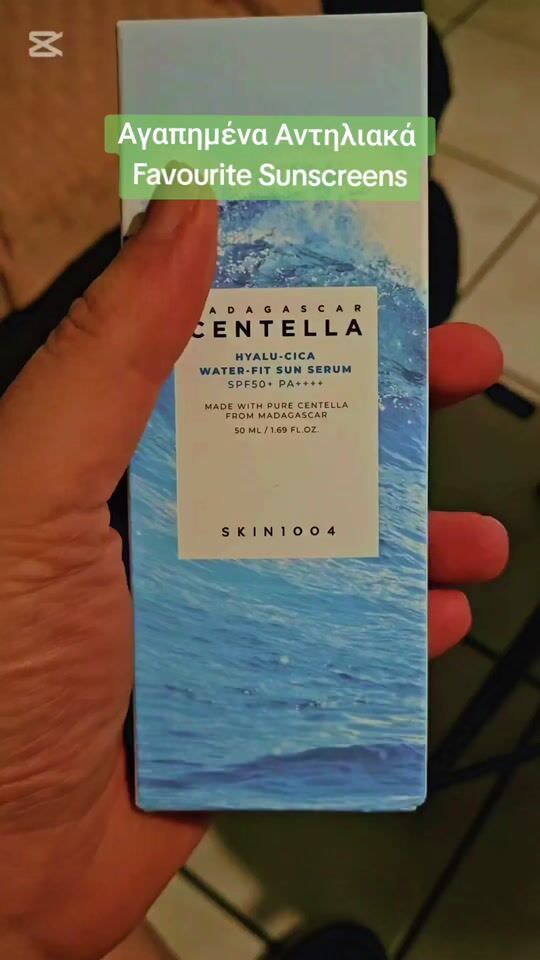 Αγαπημένα Αντηλιακά
Favourite Sunscreens
ADAGASCAR
CENTELLA
HYALU-CICA
WATER-FIT SUN SERUM
SPF50+ PA++++
MADE WITH PURE CENTELLA
FROM MADAGASCAR
50 ML / 1.69 FL.OZ.
SKIN1004